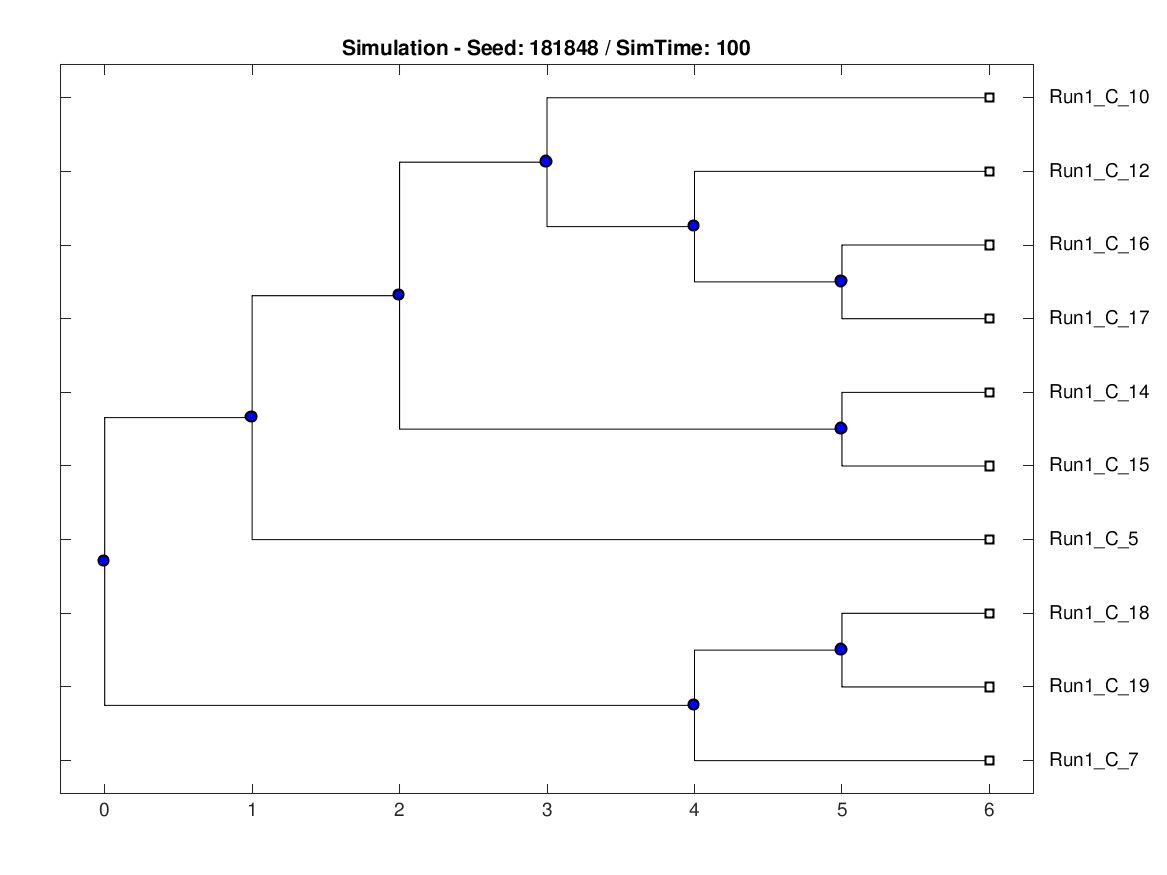 Simulation - Seed: 181848 / SimTime: 100
Run1_C_10
Run1_C_12
Run1_C_16
Run1_C_17
Run1_C_14
Run1_C_15
Run1_C_5
Run1_C_18
Run1_C_19
Run1_C_7
0 1 2 3 4 5 6